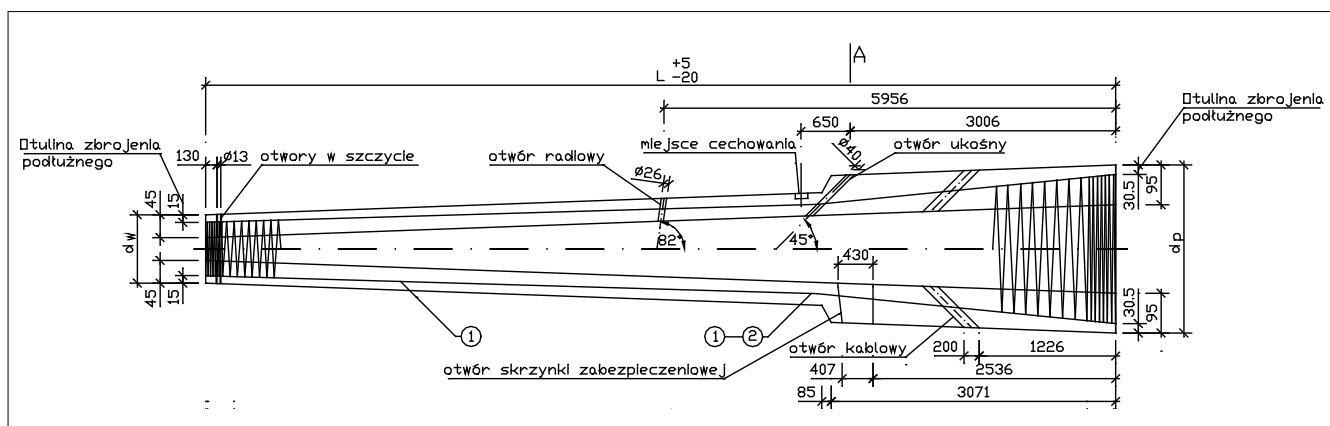 A
+5
L -20
Otulina zbrojenia
podłużnego
5956
Otulina zbrojenia
podłużnego
650
3006
130
ø13
otwory w szczycie
otwór radlowy
miejsce cechowania
ø40
otwór ukośny
ø26
45
15
30.5
95
dw
82°
45°
dp
430
45
15
30.5
95
1
1
2
otwór kablowy
200
1226
otwór skrzynki zabezpieczeniowej
407
2536
85
3071